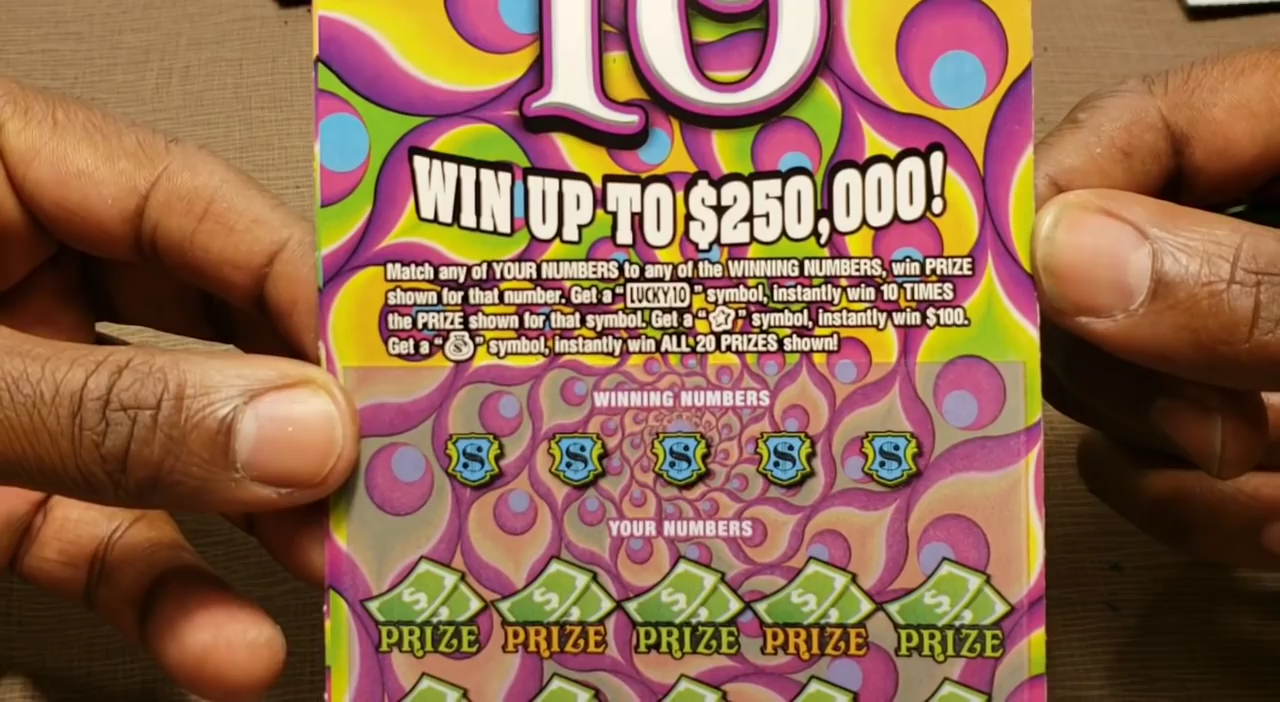 10
WIN UP TO $250,000!
Match any of YOUR NUMBERS to any of the WINNING NUMBERS, win PRIZE
shown for that number. Get a "LUCKY 10" symbol, instantly win 10 TIMES
the PRIZE shown for that symbol. Get a " " symbol, instantly win $100.
Get a " $ " symbol, instantly win ALL 20 PRIZES shown!
WINNING NUMBERS
$ $ $ $ $
YOUR NUMBERS
$ $ $ $ $
PRIZE PRIZE PRIZE PRIZE PRIZE